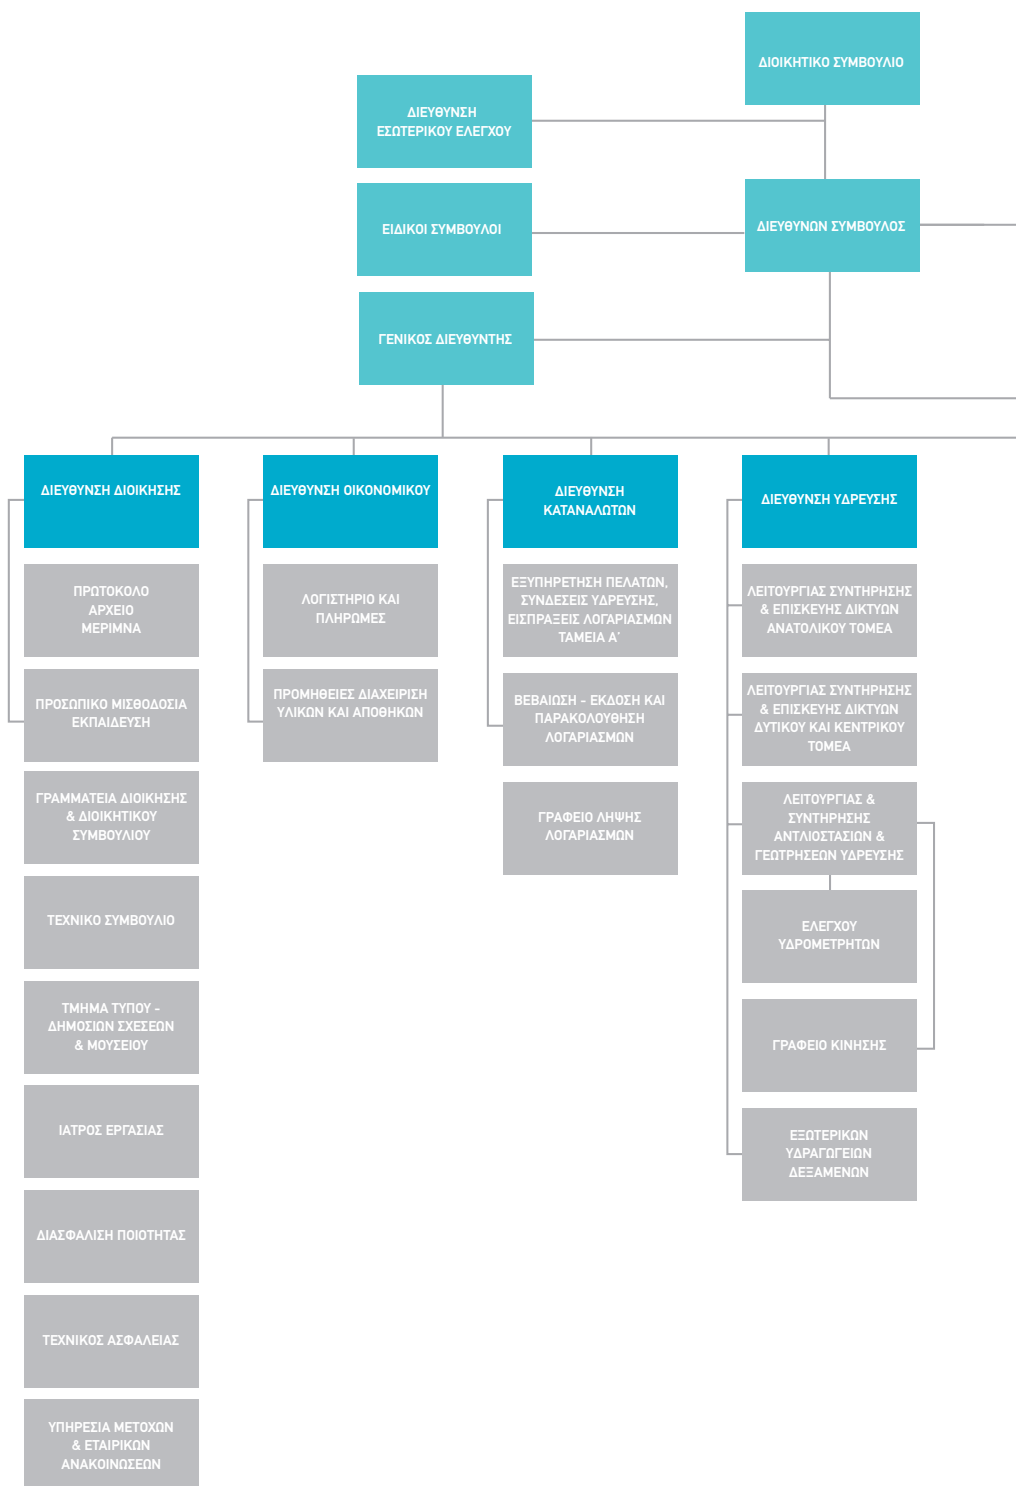 ΔΙΟΙΚΗΤΙΚΟ ΣΥΜΒΟΥΛΙΟ
ΔΙΕΥΘΥΝΣΗ
ΕΣΩΤΕΡΙΚΟΥ ΕΛΕΓΧΟΥ
ΕΙΔΙΚΟΙ ΣΥΜΒΟΥΛΟΙ
ΔΙΕΥΘΥΝΩΝ ΣΥΜΒΟΥΛΟΣ
ΓΕΝΙΚΟΣ ΔΙΕΥΘΥΝΤΗΣ
ΔΙΕΥΘΥΝΣΗ ΔΙΟΙΚΗΣΗΣ
ΠΡΩΤΟΚΟΛΟ
ΑΡΧΕΙΟ
ΜΕΡΙΜΝΑ
ΠΡΟΣΩΠΙΚΟ ΜΙΣΘΟΔΟΣΙΑ
ΕΚΠΑΙΔΕΥΣΗ
ΓΡΑΜΜΑΤΕΙΑ ΔΙΟΙΚΗΣΗΣ
& ΔΙΟΙΚΗΤΙΚΟΥ
ΣΥΜΒΟΥΛΙΟΥ
ΤΕΧΝΙΚΟ ΣΥΜΒΟΥΛΙΟ
ΤΜΗΜΑ ΤΥΠΟΥ -
ΔΗΜΟΣΙΩΝ ΣΧΕΣΕΩΝ
& ΜΟΥΣΕΙΟΥ
ΙΑΤΡΟΣ ΕΡΓΑΣΙΑΣ
ΔΙΑΣΦΑΛΙΣΗ ΠΟΙΟΤΗΤΑΣ
ΤΕΧΝΙΚΟΣ ΑΣΦΑΛΕΙΑΣ
ΥΠΗΡΕΣΙΑ ΜΕΤΟΧΩΝ
& ΕΤΑΙΡΙΚΩΝ
ΑΝΑΚΟΙΝΩΣΕΩΝ
ΔΙΕΥΘΥΝΣΗ ΟΙΚΟΝΟΜΙΚΟΥ
ΛΟΓΙΣΤΗΡΙΟ ΚΑΙ
ΠΛΗΡΩΜΕΣ
ΠΡΟΜΗΘΕΙΕΣ ΔΙΑΧΕΙΡΙΣΗ
ΥΛΙΚΩΝ ΚΑΙ ΑΠΟΘΗΚΩΝ
ΔΙΕΥΘΥΝΣΗ
ΚΑΤΑΝΑΛΩΤΩΝ
ΕΞΥΠΗΡΕΤΗΣΗ ΠΕΛΑΤΩΝ,
ΣΥΝΔΕΣΕΙΣ ΥΔΡΕΥΣΗΣ,
ΕΙΣΠΡΑΞΕΙΣ ΛΟΓΑΡΙΑΣΜΩΝ
ΤΑΜΕΙΑ Α'
ΒΕΒΑΙΩΣΗ - ΕΚΔΟΣΗ ΚΑΙ
ΠΑΡΑΚΟΛΟΥΘΗΣΗ
ΛΟΓΑΡΙΑΣΜΩΝ
ΓΡΑΦΕΙΟ ΛΗΨΗΣ
ΛΟΓΑΡΙΑΣΜΩΝ
ΔΙΕΥΘΥΝΣΗ ΥΔΡΕΥΣΗΣ
ΛΕΙΤΟΥΡΓΙΑΣ ΣΥΝΤΗΡΗΣΗΣ
& ΕΠΙΣΚΕΥΗΣ ΔΙΚΤΥΩΝ
ΑΝΑΤΟΛΙΚΟΥ ΤΟΜΕΑ
ΛΕΙΤΟΥΡΓΙΑΣ ΣΥΝΤΗΡΗΣΗΣ
& ΕΠΙΣΚΕΥΗΣ ΔΙΚΤΥΩΝ
ΔΥΤΙΚΟΥ ΚΑΙ ΚΕΝΤΡΙΚΟΥ
ΤΟΜΕΑ
ΛΕΙΤΟΥΡΓΙΑΣ &
ΣΥΝΤΗΡΗΣΗΣ
ΑΝΤΛΙΟΣΤΑΣΙΩΝ &
ΓΕΩΤΡΗΣΕΩΝ ΥΔΡΕΥΣΗΣ
ΕΛΕΓΧΟΥ
ΥΔΡΟΜΕΤΡΗΤΩΝ
ΓΡΑΦΕΙΟ ΚΙΝΗΣΗΣ
ΕΞΩΤΕΡΙΚΩΝ
ΥΔΡΑΓΩΓΕΙΩΝ
ΔΕΞΑΜΕΝΩΝ